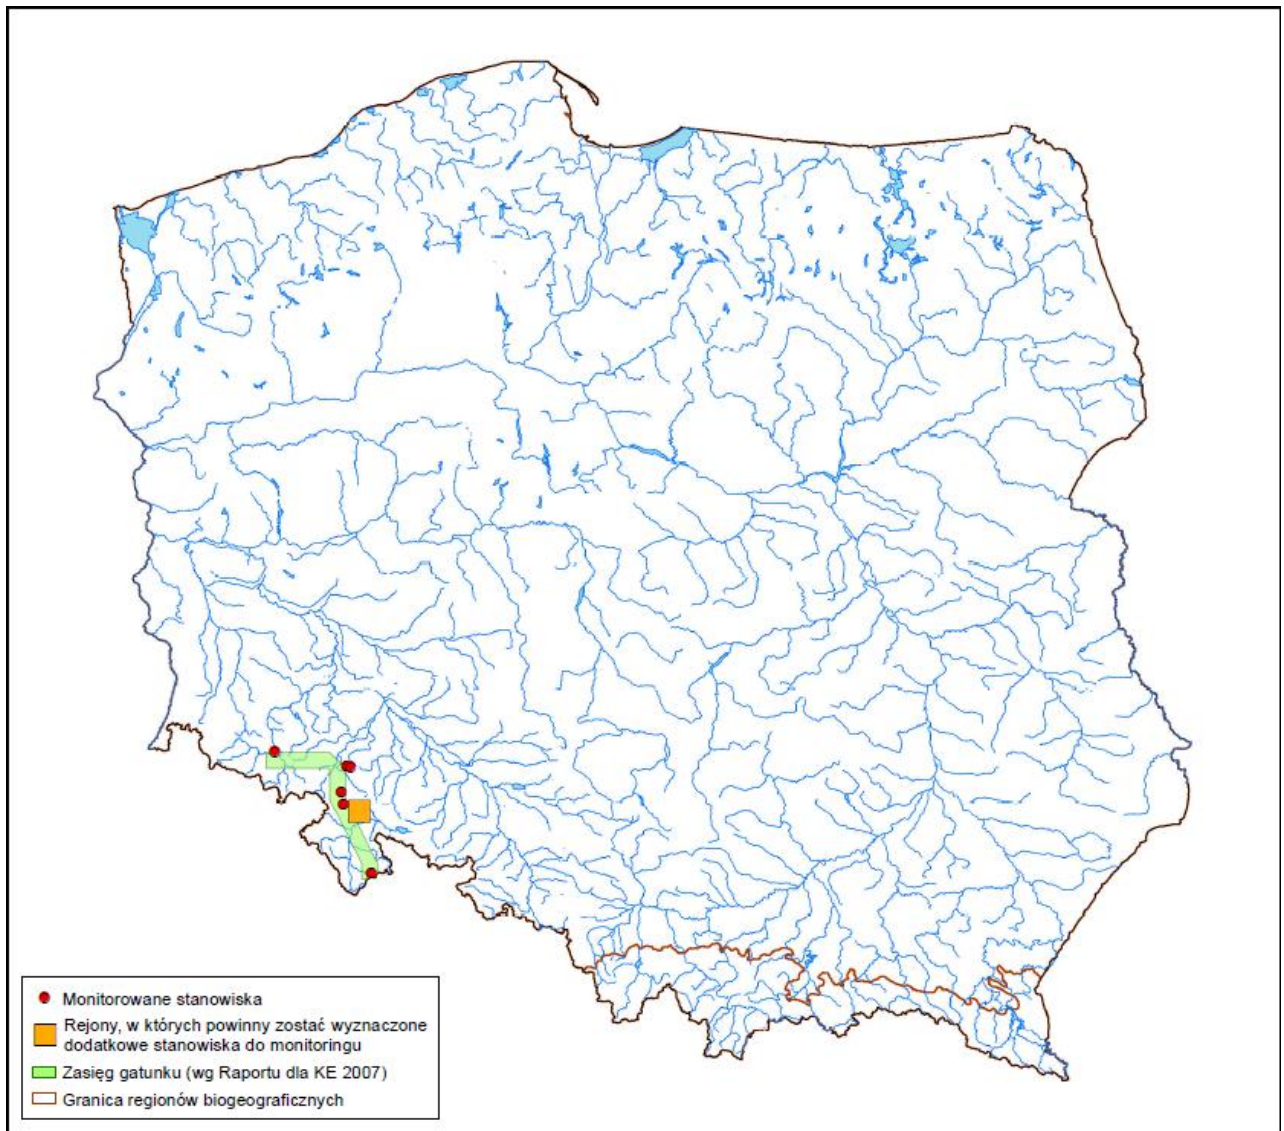 Monitorowane stanowiska
Rejony, w których powinny zostać wyznaczone
dodatkowe stanowiska do monitoringu
Zasięg gatunku (wg Raportu dla KE 2007)
Granica regionów biogeograficznych